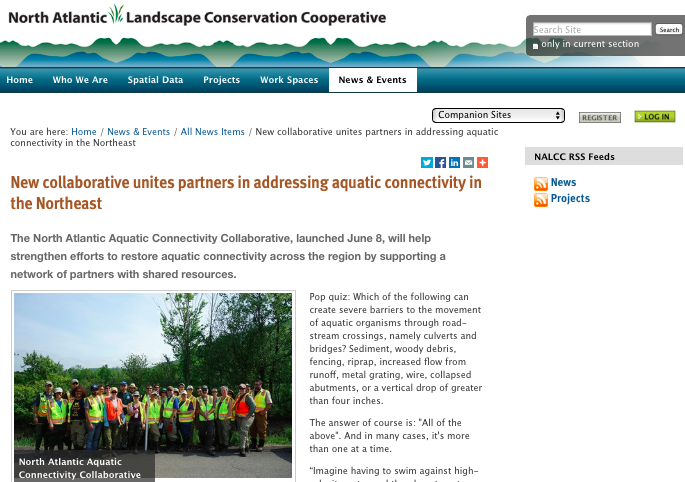 North Atlantic Landscape Conservation Cooperative
Search Site
Search
only in current section
Home Who We Are Spatial Data Projects Work Spaces News & Events
Companion Sites
REGISTER
LOG IN
You are here: Home / News & Events / All News Items / New collaborative unites partners in addressing aquatic
connectivity in the Northeast
NALCC RSS Feeds
News
Projects
New collaborative unites partners in addressing aquatic connectivity in
the Northeast
The North Atlantic Aquatic Connectivity Collaborative, launched June 8, will help
strengthen efforts to restore aquatic connectivity across the region by supporting a
network of partners with shared resources.
North Atlantic Aquatic
Connectivity Collaborative
Pop quiz: Which of the following can
create severe barriers to the movement
of aquatic organisms through road-
stream crossings, namely culverts and
bridges? Sediment, woody debris,
fencing, riprap, increased flow from
runoff, metal grating, wire, collapsed
abutments, or a vertical drop of greater
than four inches.
The answer of course is: "All of the
above". And in many cases, it's more
than one at a time.
"Imagine having to swim against high-